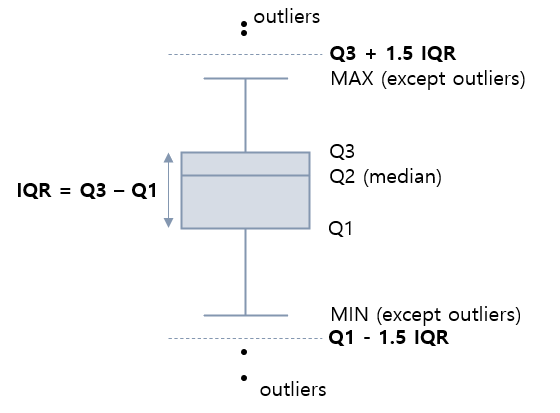 outliers
Q3 + 1.5 IQR
MAX (except outliers)
Q3
Q2 (median)
IQR = Q3 – Q1
Q1
MIN (except outliers)
Q1 - 1.5 IQR
outliers